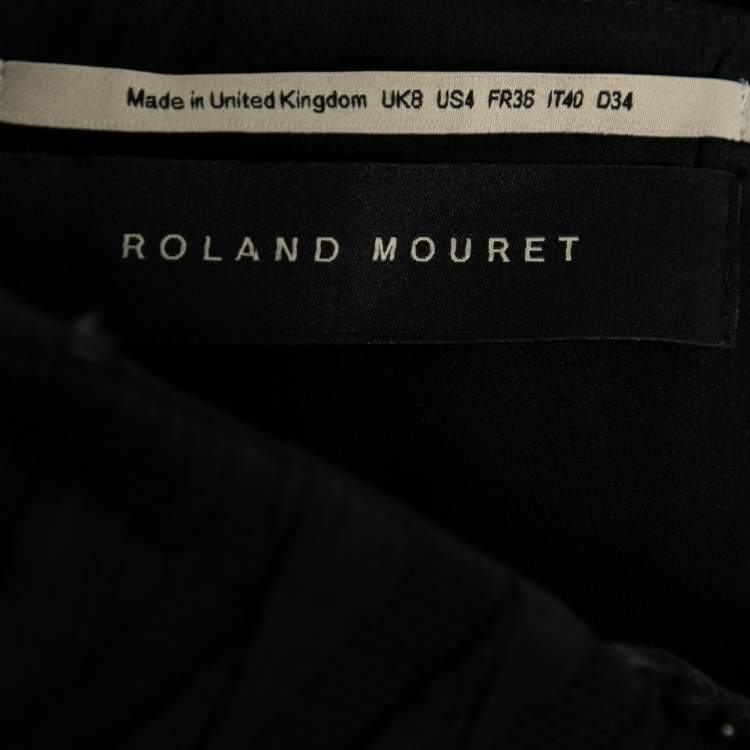 Made in United Kingdom UK8 US4 FR36 IT40 D34
ROLAND MOURET